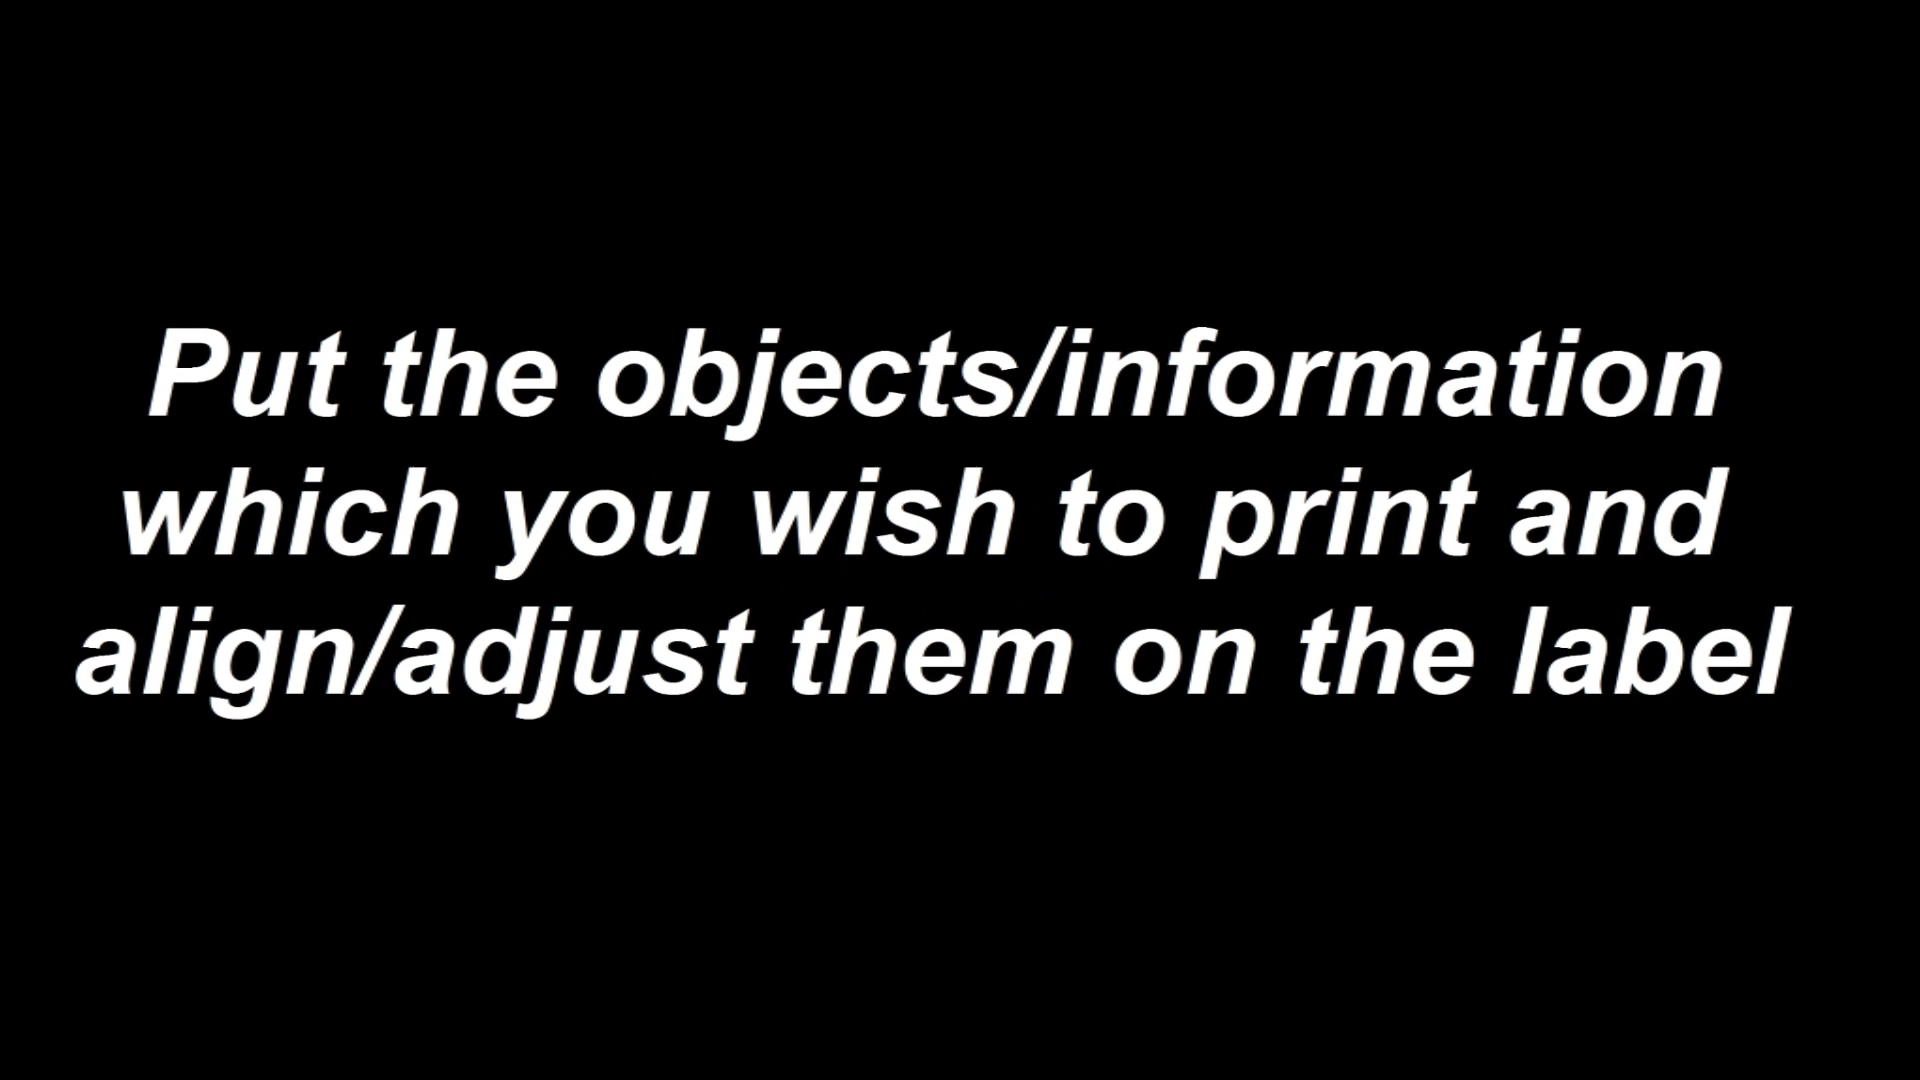 Put the objects/information
which you wish to print and
align/adjust them on the label